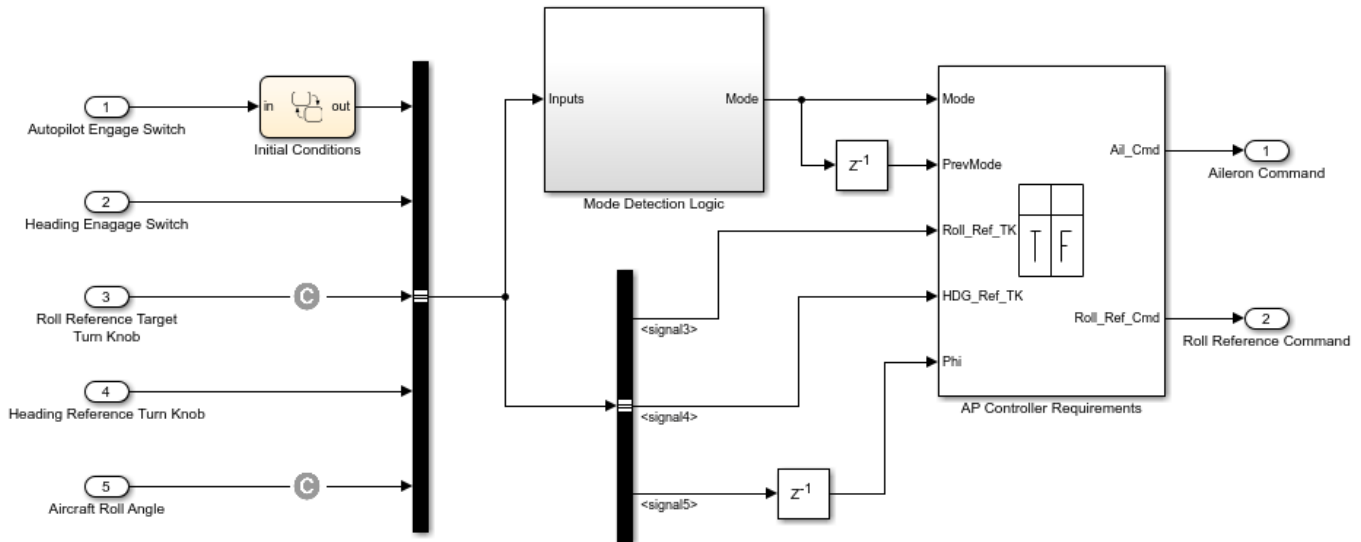 1
Autopilot Engage Switch
in
out
Initial Conditions
2
Heading Enagage Switch
3
C
Roll Reference Target
Turn Knob
4
Heading Reference Turn Knob
5
C
Aircraft Roll Angle
Inputs
Mode
Mode Detection Logic
z-1
<signal3>
<signal4>
<signal5>
z-1
Mode
PrevMode
Roll_Ref_TK
HDG_Ref_TK
Phi
T F
Ail_Cmd
Roll_Ref_Cmd
AP Controller Requirements
1
Aileron Command
2
Roll Reference Command